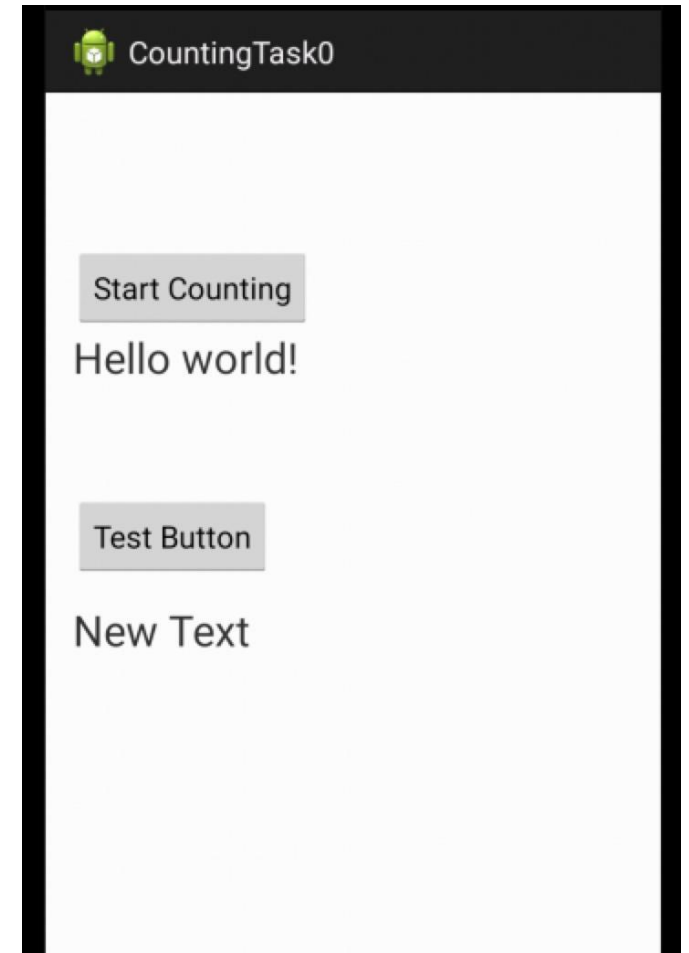 CountingTask0
Start Counting
Hello world!
Test Button
New Text